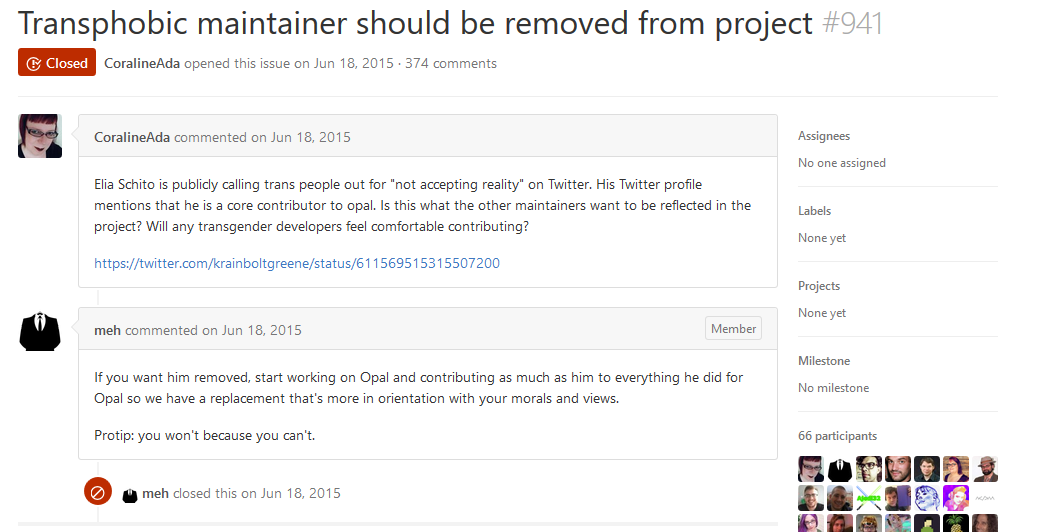 Transphobic maintainer should be removed from project #941
Closed CoralineAda opened this issue on Jun 18, 2015 · 374 comments
CoralineAda commented on Jun 18, 2015
Elia Schito is publicly calling trans people out for "not accepting reality" on Twitter. His Twitter profile
mentions that he is a core contributor to opal. Is this what the other maintainers want to be reflected in the
project? Will any transgender developers feel comfortable contributing?
https://twitter.com/krainboltgreene/status/611569515315507200
meh commented on Jun 18, 2015
Member
If you want him removed, start working on Opal and contributing as much as him to everything he did for
Opal so we have a replacement that's more in orientation with your morals and views.
Protip: you won't because you can't.
meh closed this on Jun 18, 2015
Assignees
No one assigned
Labels
None yet
Projects
None yet
Milestone
No milestone
66 participants